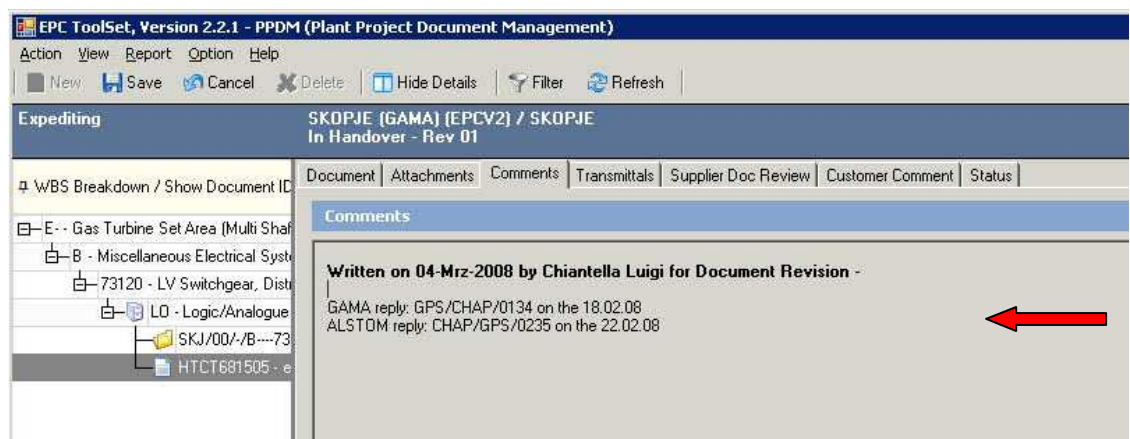 EPC ToolSet, Version 2.2.1 - PPDM (Plant Project Document Management)
Action View Report Option Help
New Save Cancel Delete Hide Details Filter Refresh
Expediting
SKOPJE (GAMA) (EPCV2) / SKOPJE
In Handover - Rev 01
WBS Breakdown / Show Document ID
Document Attachments Comments Transmittals Supplier Doc Review Customer Comment Status
Comments
E-- Gas Turbine Set Area (Multi Shaf
B - Miscellaneous Electrical Syst
73120 - LV Switchgear, Distr
LO - Logic/Analogue
SKJ/00/-/B----73
HTCT681505 - e
Written on 04-Mrz-2008 by Chiantella Luigi for Document Revision -
GAMA reply: GPS/CHAP/0134 on the 18.02.08
ALSTOM reply: CHAP/GPS/0235 on the 22.02.08